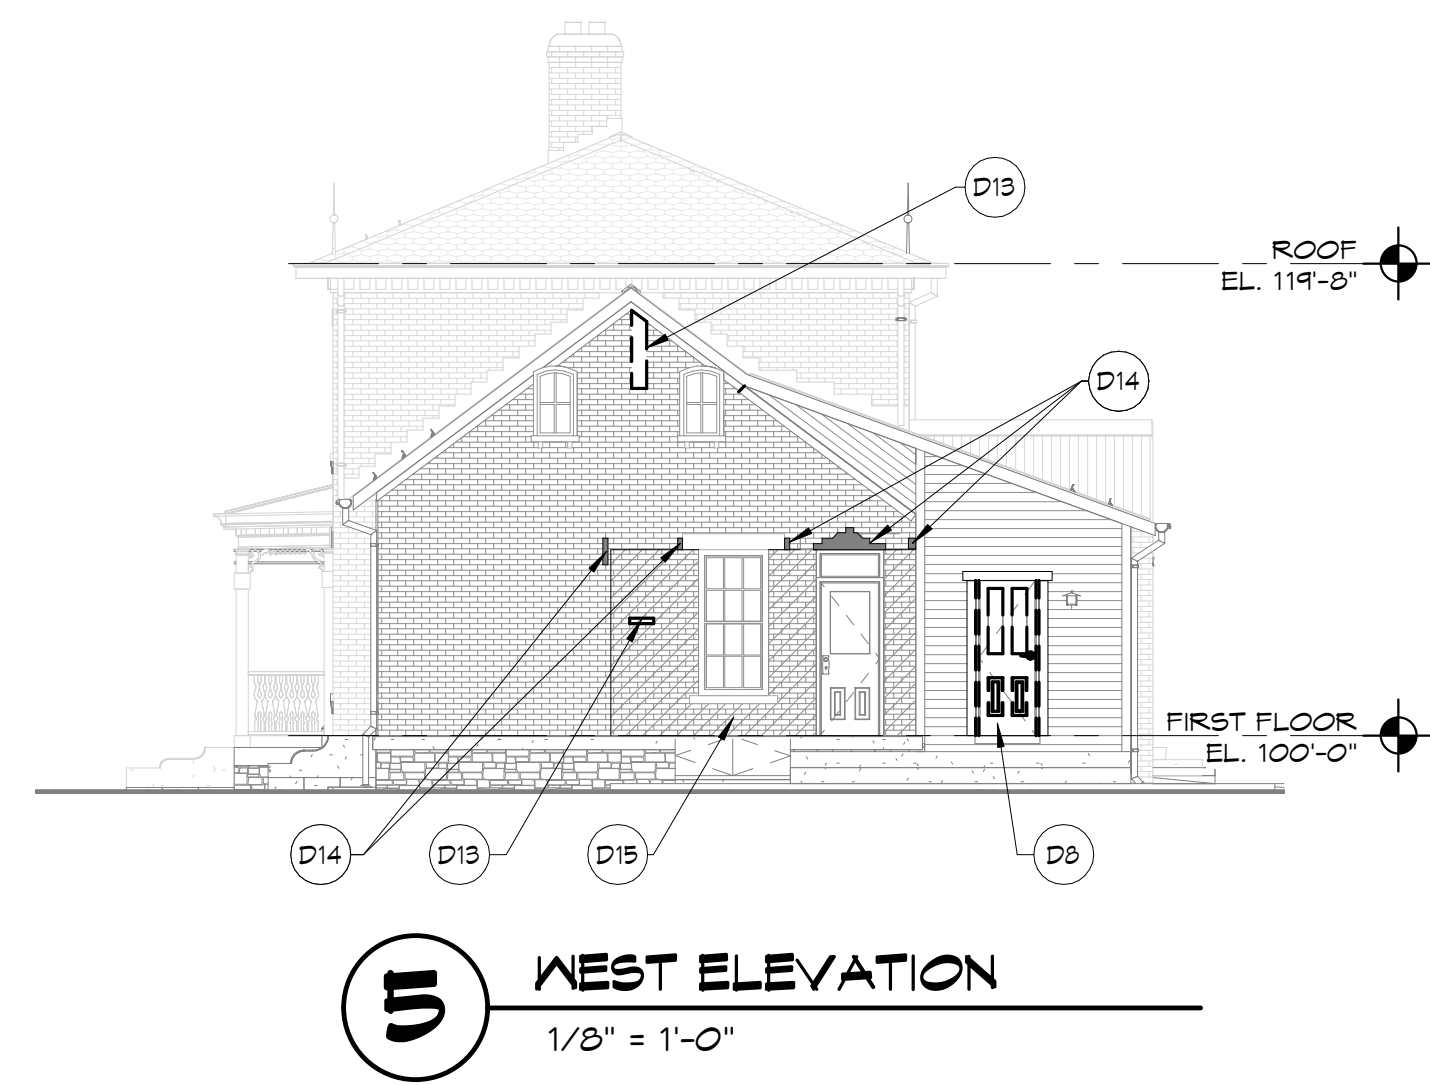 D13
ROOF
EL. 119'-8"
D14
FIRST FLOOR
EL. 100'-0"
D14
D13
D15
D8
5
WEST ELEVATION
1/8" = 1'-0"